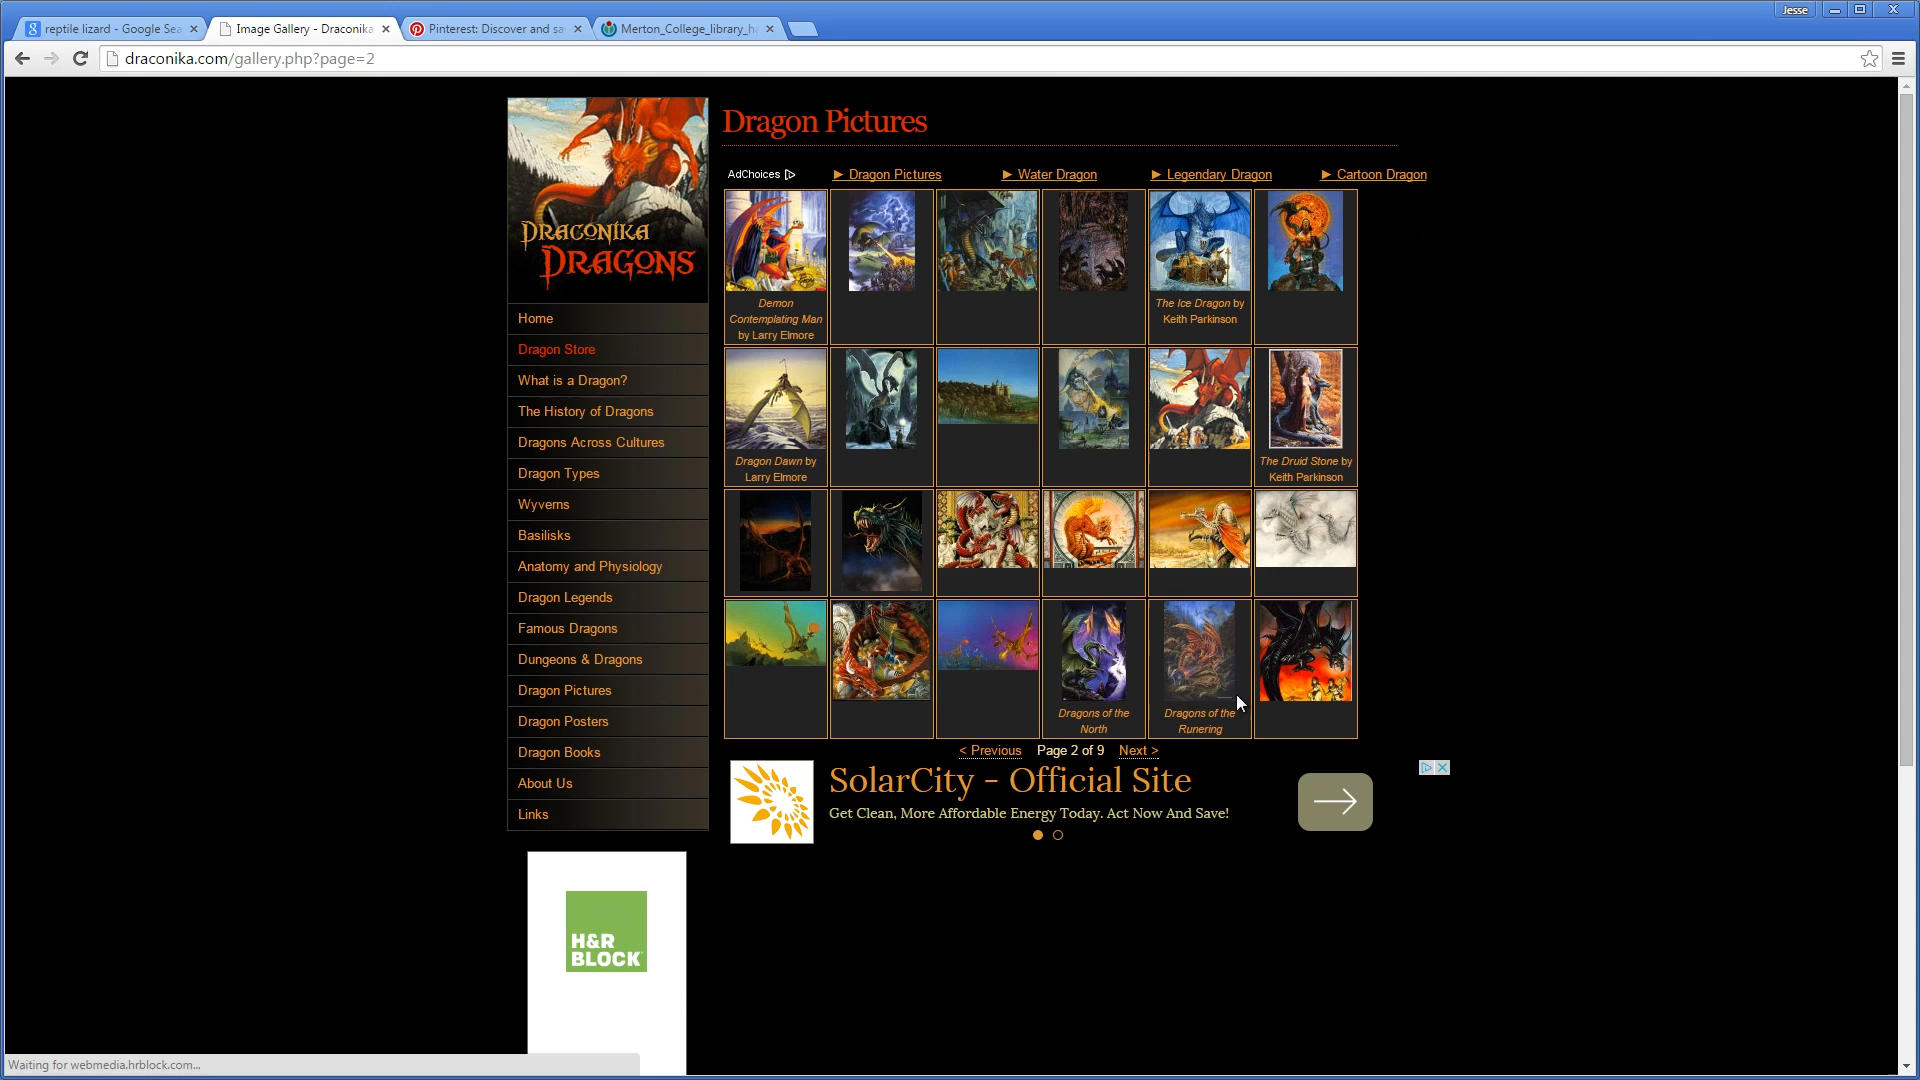 Jesse
reptile lizard - Google Sea
Image Gallery - Draconika
Pinterest: Discover and sa
Merton_College_library_h
draconika.com/gallery.php?page=2
DRACONIKA
DRAGONS
Home
Dragon Store
What is a Dragon?
The History of Dragons
Dragons Across Cultures
Dragon Types
Wyverns
Basilisks
Anatomy and Physiology
Dragon Legends
Famous Dragons
Dungeons & Dragons
Dragon Pictures
Dragon Posters
Dragon Books
About Us
Links
H&R
BLOCK
Dragon Pictures
AdChoices
► Dragon Pictures
► Water Dragon
► Legendary Dragon
► Cartoon Dragon
Demon
Contemplating Man
by Larry Elmore
The Ice Dragon by
Keith Parkinson
Dragon Dawn by
Larry Elmore
The Druid Stone by
Keith Parkinson
Dragons of the
North
Dragons of the
Runering
< Previous Page 2 of 9 Next >
SolarCity - Official Site
Get Clean, More Affordable Energy Today. Act Now And Save!
Waiting for webmedia.hrblock.com...